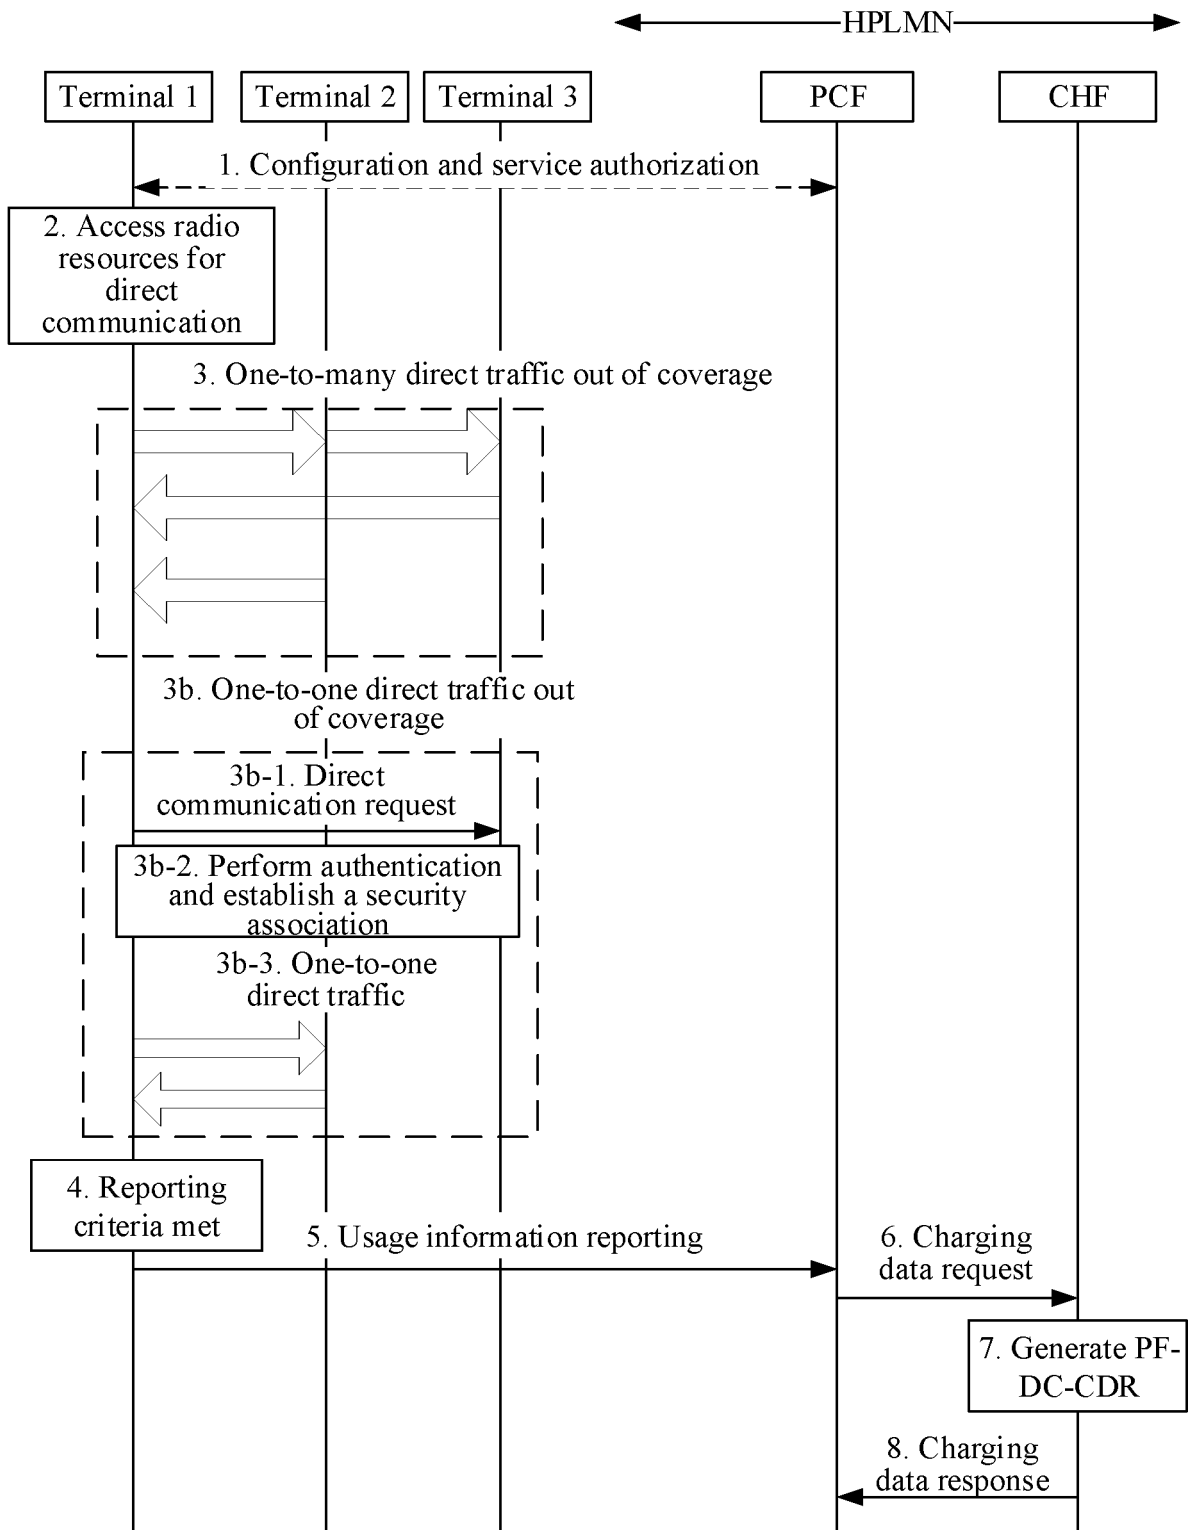 HPLMN
Terminal 1
Terminal 2
Terminal 3
PCF
CHF
1. Configuration and service authorization
2. Access radio
resources for
direct
communication
3. One-to-many direct traffic out of coverage
3b. One-to-one direct traffic out
of coverage
3b-1. Direct
communication request
3b-2. Perform authentication
and establish a security
association
3b-3. One-to-one
direct traffic
4. Reporting
criteria met
5. Usage information reporting
6. Charging
data request
7. Generate PF-
DC-CDR
8. Charging
data response